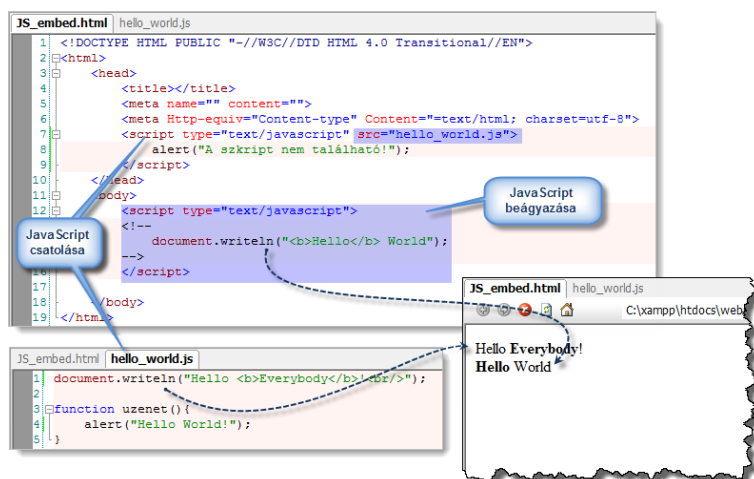 JS_embed.html hello_world.js
1 <!DOCTYPE HTML PUBLIC "-//W3C//DTD HTML 4.0 Transitional//EN">
2 <html>
3 <head>
4 <title></title>
5 <meta name="" content="">
6 <meta Http-equiv="Content-type" Content="=text/html; charset=utf-8">
7 <script type="text/javascript" src="hello_world.js">
8 alert("A szkript nem található!");
9 </script>
10 </head>
11 <body>
12 <script type="text/javascript">
<!--
document.writeln("<b>Hello</b> World");
-->
16 </script>
17
18 </body>
19 </html>
JavaScript
beágyazása
JavaScript
csatolása
JS_embed.html hello_world.js
1 document.writeln("Hello <b>Everybody</b>!<br/>");
2
3 function uzenet(){
4 alert("Hello World!");
5 }
JS_embed.html hello_world.js
C:\xampp\htdocs\web
Hello Everybody!
Hello World